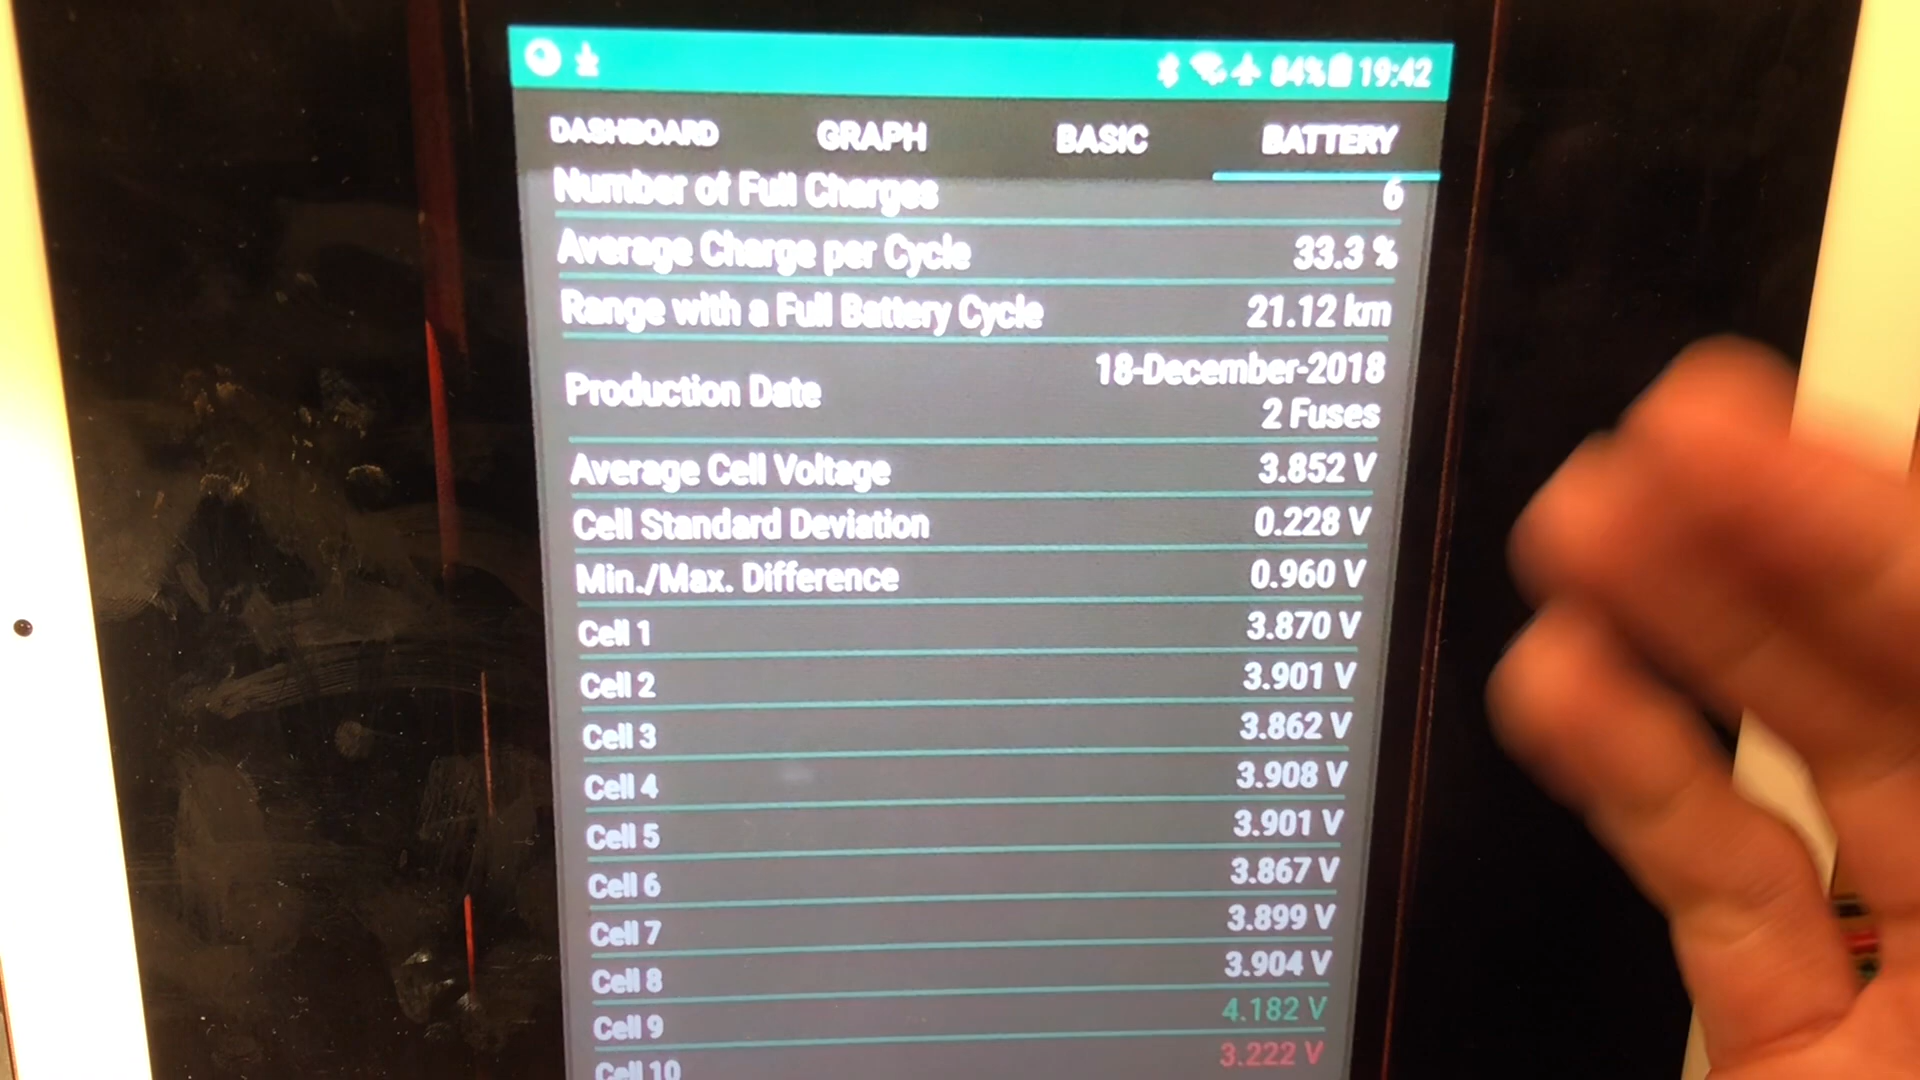 84% 19:42
DASHBOARD GRAPH BASIC BATTERY
Number of Full Charges 6
Average Charge per Cycle 33.3 %
Range with a Full Battery Cycle 21.12 km
Production Date 18-December-2018
2 Fuses
Average Cell Voltage 3.852 V
Cell Standard Deviation 0.228 V
Min./Max. Difference 0.960 V
Cell 1 3.870 V
Cell 2 3.901 V
Cell 3 3.862 V
Cell 4 3.908 V
Cell 5 3.901 V
Cell 6 3.867 V
Cell 7 3.899 V
Cell 8 3.904 V
Cell 9 4.182 V
Cell 10 3.222 V